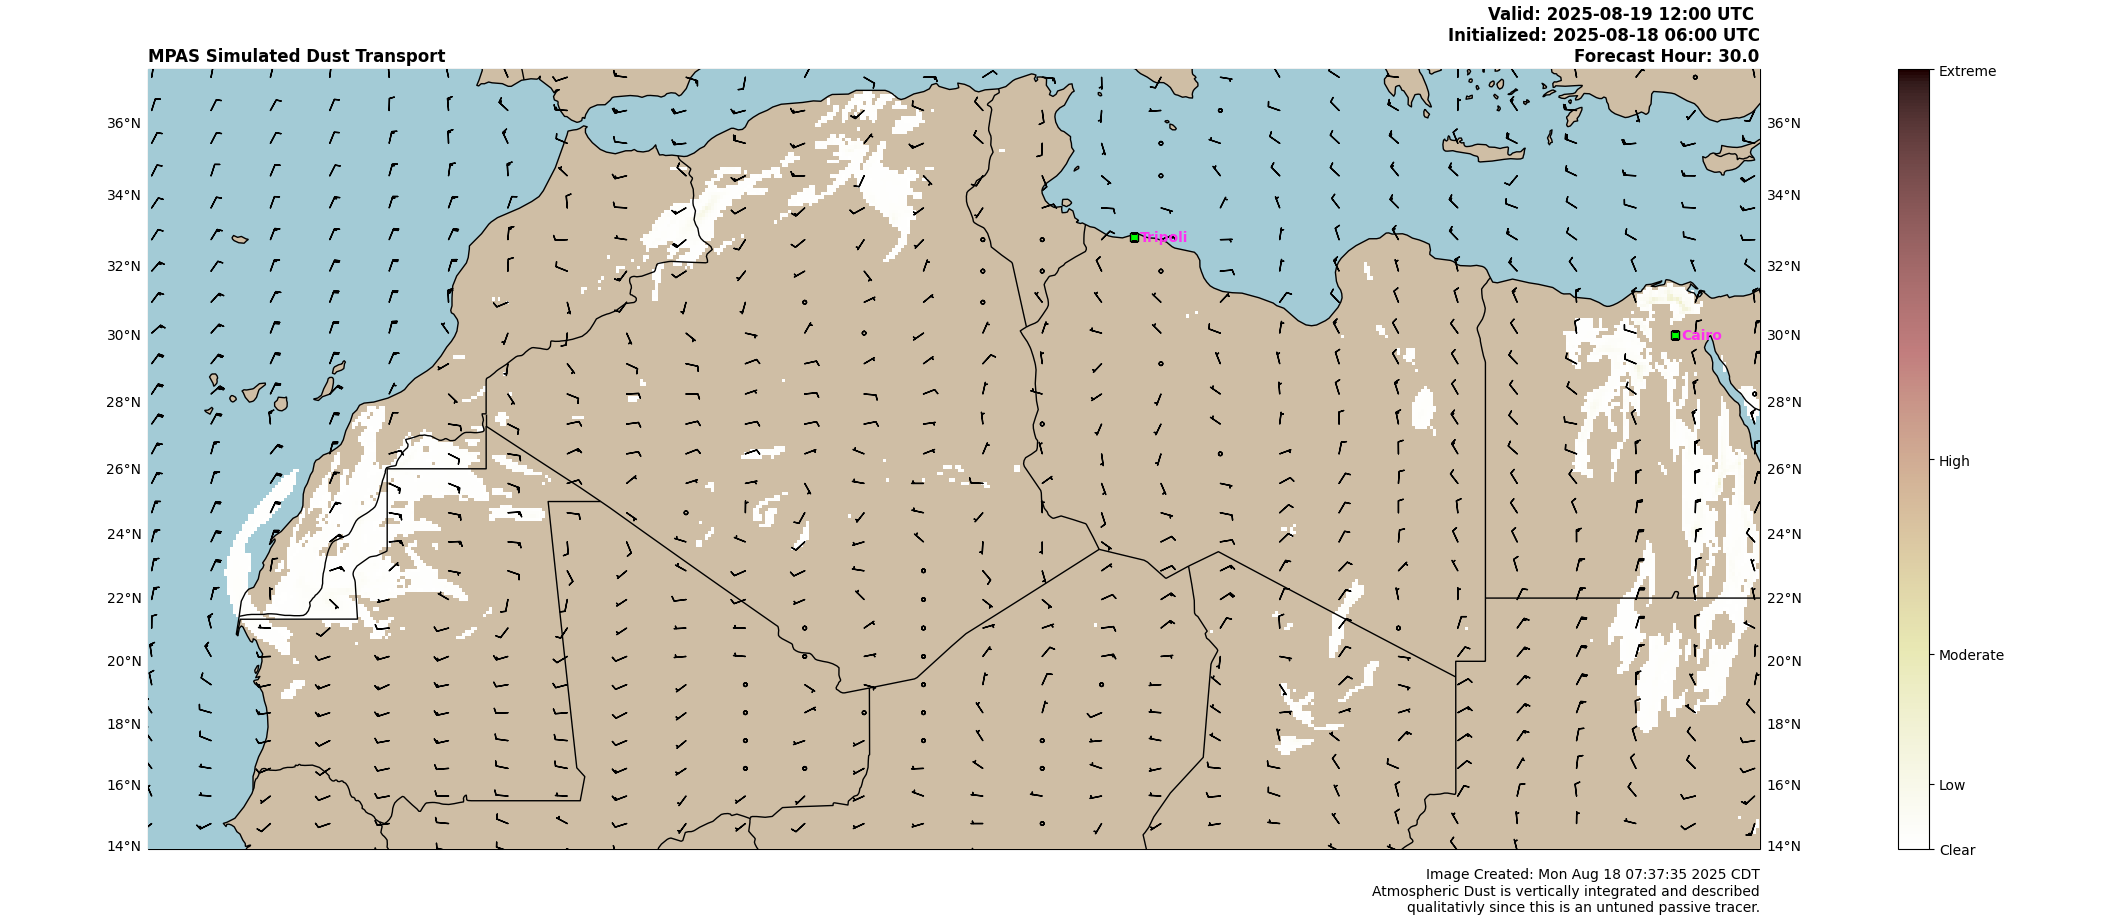 Valid: 2025-08-19 12:00 UTC
Initialized: 2025-08-18 06:00 UTC
MPAS Simulated Dust Transport
Forecast Hour: 30.0
Extreme
36°N
36°N
34°N
34°N
Tripoli
32°N
32°N
30°N
Cairo
30°N
28°N
28°N
High
26°N
26°N
24°N
24°N
22°N
22°N
20°N
20°N
Moderate
18°N
18°N
16°N
16°N
Low
14°N
14°N
Clear
Image Created: Mon Aug 18 07:37:35 2025 CDT
Atmospheric Dust is vertically integrated and described
qualitativly since this is an untuned passive tracer.